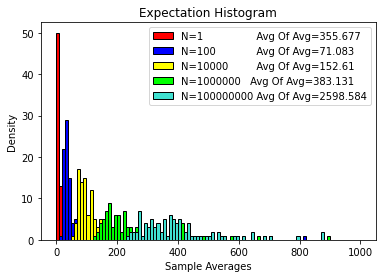 Expectation Histogram
N=1 Avg Of Avg=355.677
N=100 Avg Of Avg=71.083
N=10000 Avg Of Avg=152.61
N=1000000 Avg Of Avg=383.131
N=100000000 Avg Of Avg=2598.584
50
40
30
20
10
0
Density
0 200 400 600 800 1000
Sample Averages